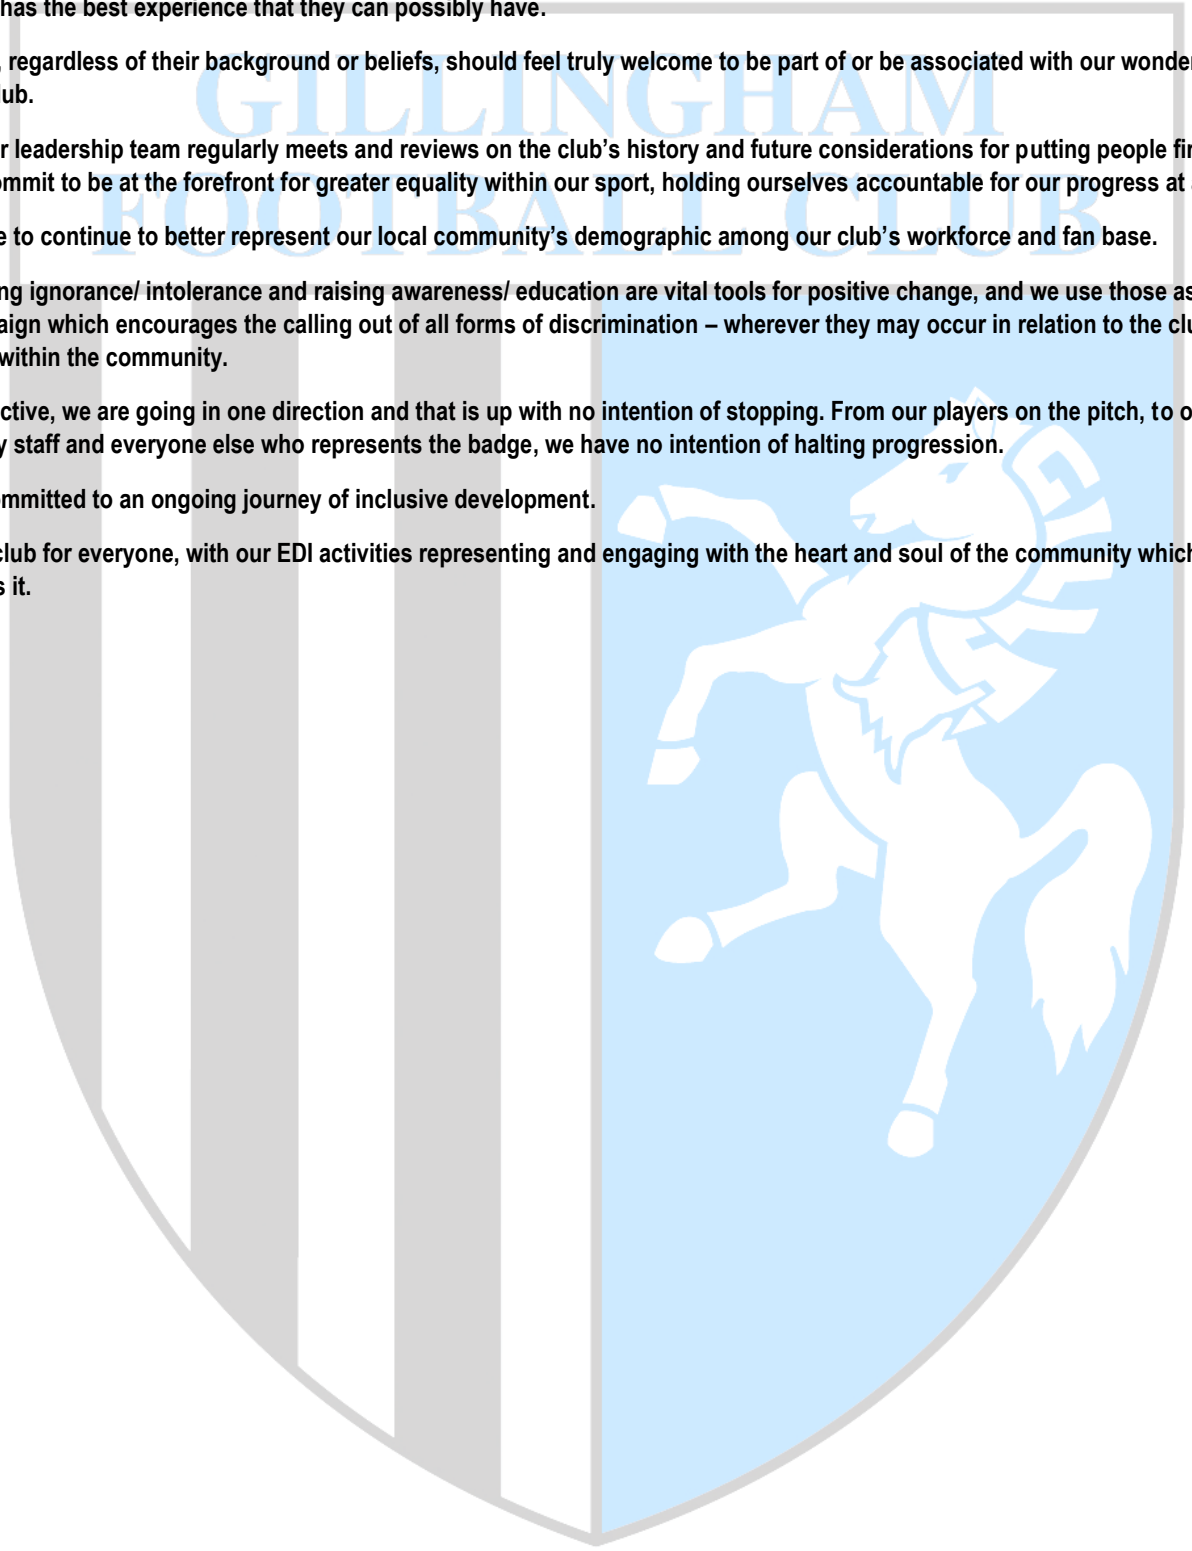 has the best experience that they can possibly have.
, regardless of their background or beliefs, should feel truly welcome to be part of or be associated with our wonder
lub.
GILLINGHAM
r leadership team regularly meets and reviews on the club’s history and future considerations for putting people fir
ommit to be at the forefront for greater equality within our sport, holding ourselves accountable for our progress at
FOOTBALL CLUB
e to continue to better represent our local community’s demographic among our club’s workforce and fan base.
ng ignorance/ intolerance and raising awareness/ education are vital tools for positive change, and we use those as
aign which encourages the calling out of all forms of discrimination – wherever they may occur in relation to the clu
within the community.
ctive, we are going in one direction and that is up with no intention of stopping. From our players on the pitch, to o
y staff and everyone else who represents the badge, we have no intention of halting progression.
ommitted to an ongoing journey of inclusive development.
club for everyone, with our EDI activities representing and engaging with the heart and soul of the community which
s it.